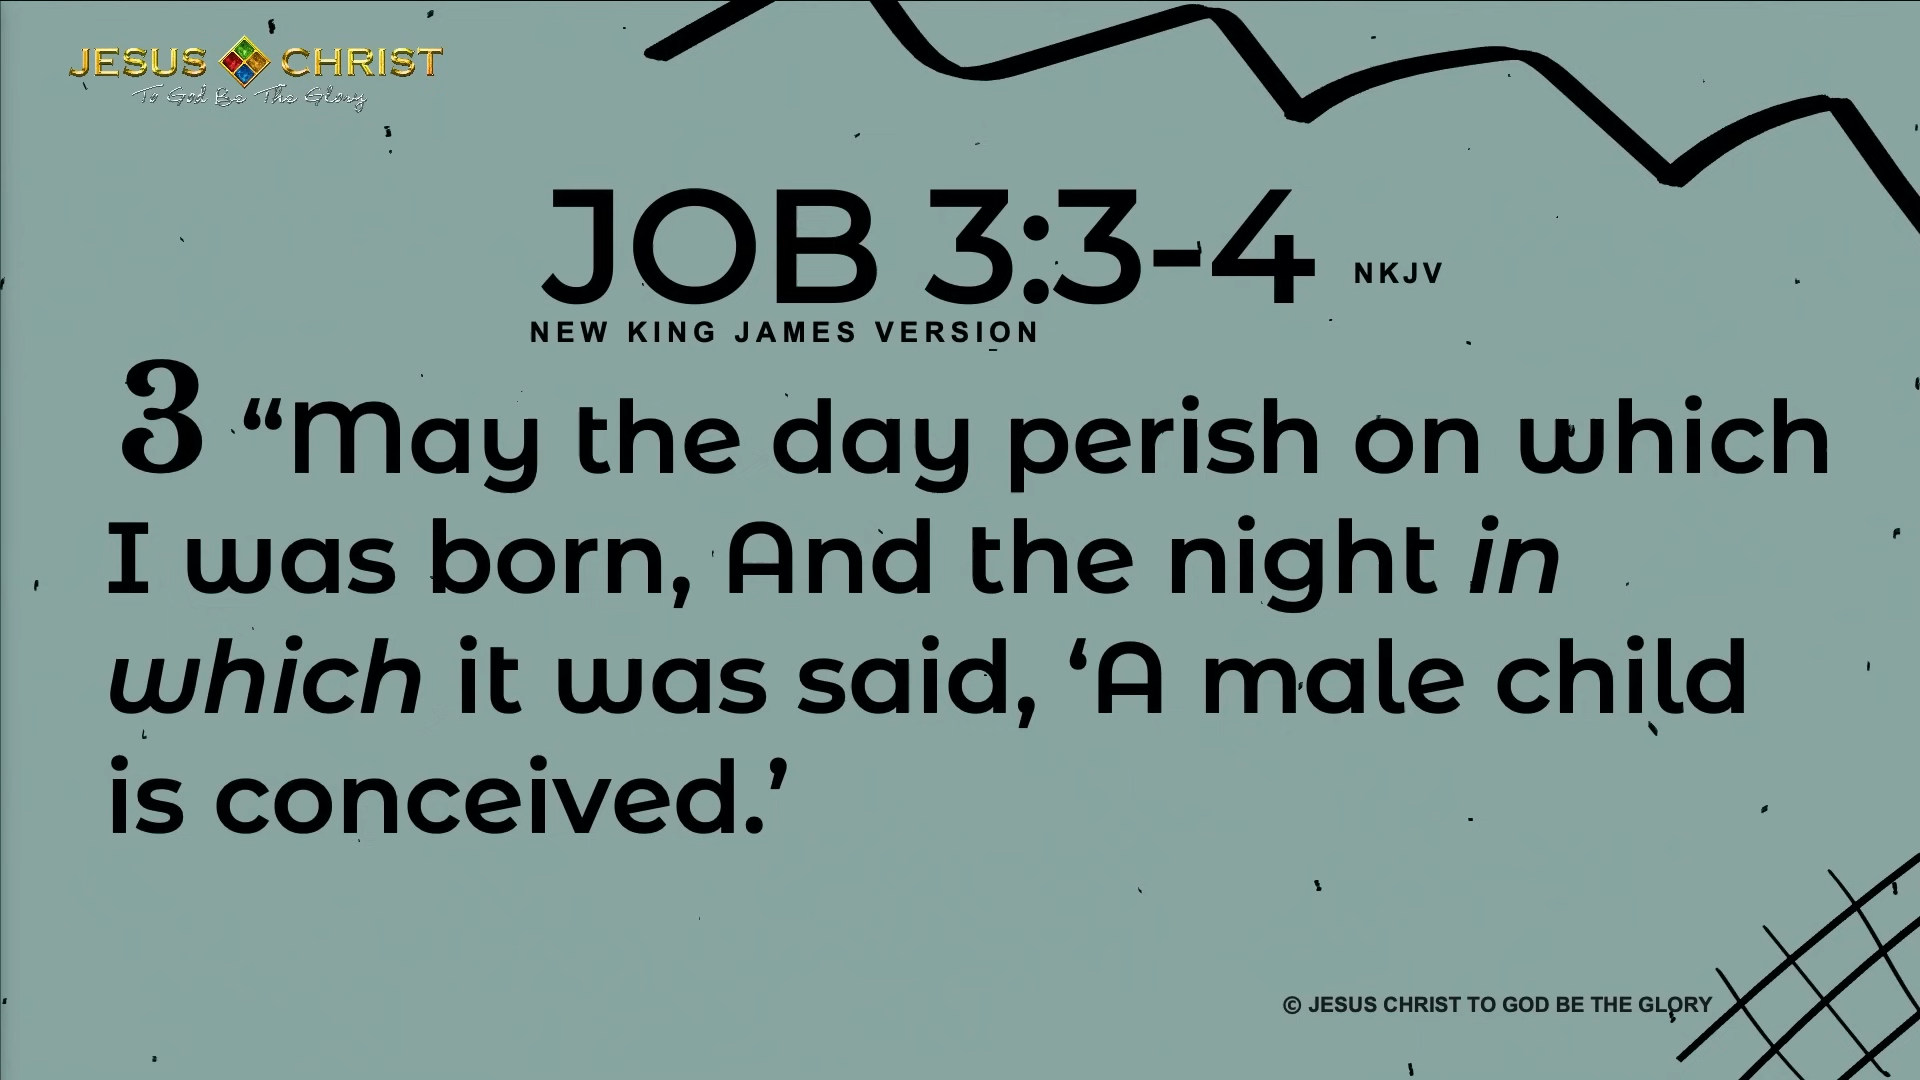 JESUS CHRIST
To God Be The Glory
JOB 3:3-4 NKJV
NEW KING JAMES VERSION
3 “May the day perish on which
I was born, And the night in
which it was said, ‘A male child
is conceived.’
© JESUS CHRIST TO GOD BE THE GLORY